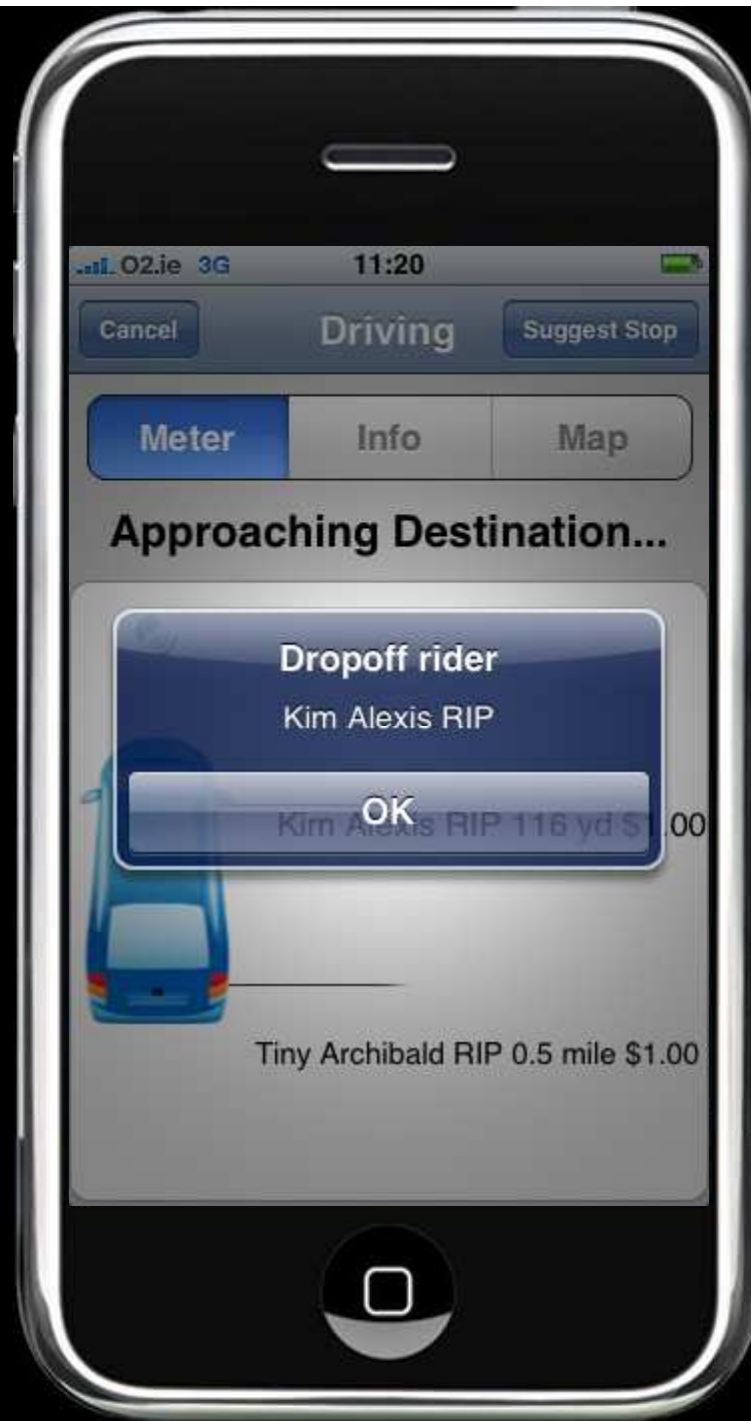 O2.ie 3G 11:20
Cancel Driving Suggest Stop
Meter Info Map
Approaching Destination...
Dropoff rider
Kim Alexis RIP
OK
Kim Alexis RIP 116 yd $1.00
Tiny Archibald RIP 0.5 mile $1.00